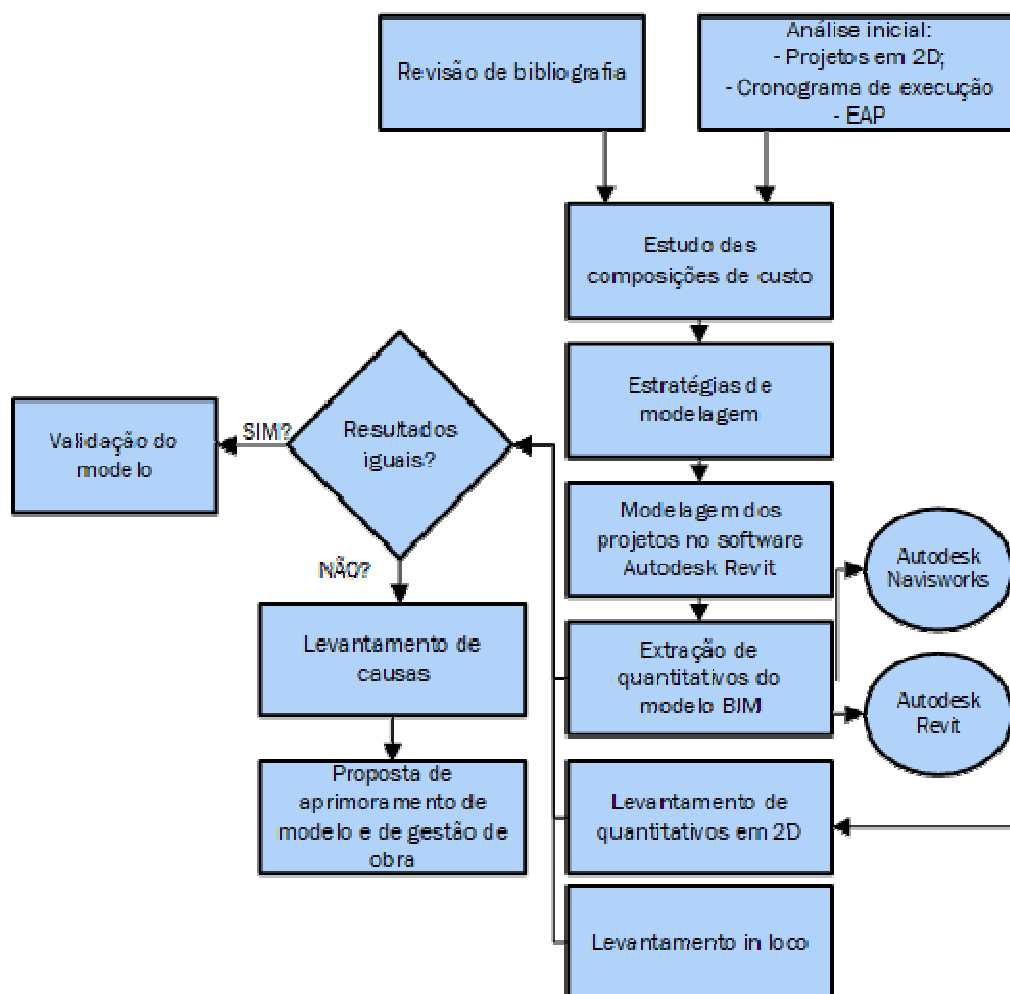 Revisão de bibliografia
Análise inicial:
- Projetos em 2D;
- Cronograma de execução
- EAP
Estudo das
composições de custo
Estratégias de
modelagem
Resultados
iguais?
SIM?
Validação do
modelo
NÃO?
Modelagem dos
projetos no software
Autodesk Revit
Autodesk
Navisworks
Levantamento de
causas
Extração de
quantitativos do
modelo BIM
Autodesk
Revit
Proposta de
aprimoramento de
modelo e de gestão de
obra
Levantamento de
quantitativos em 2D
Levantamento in loco